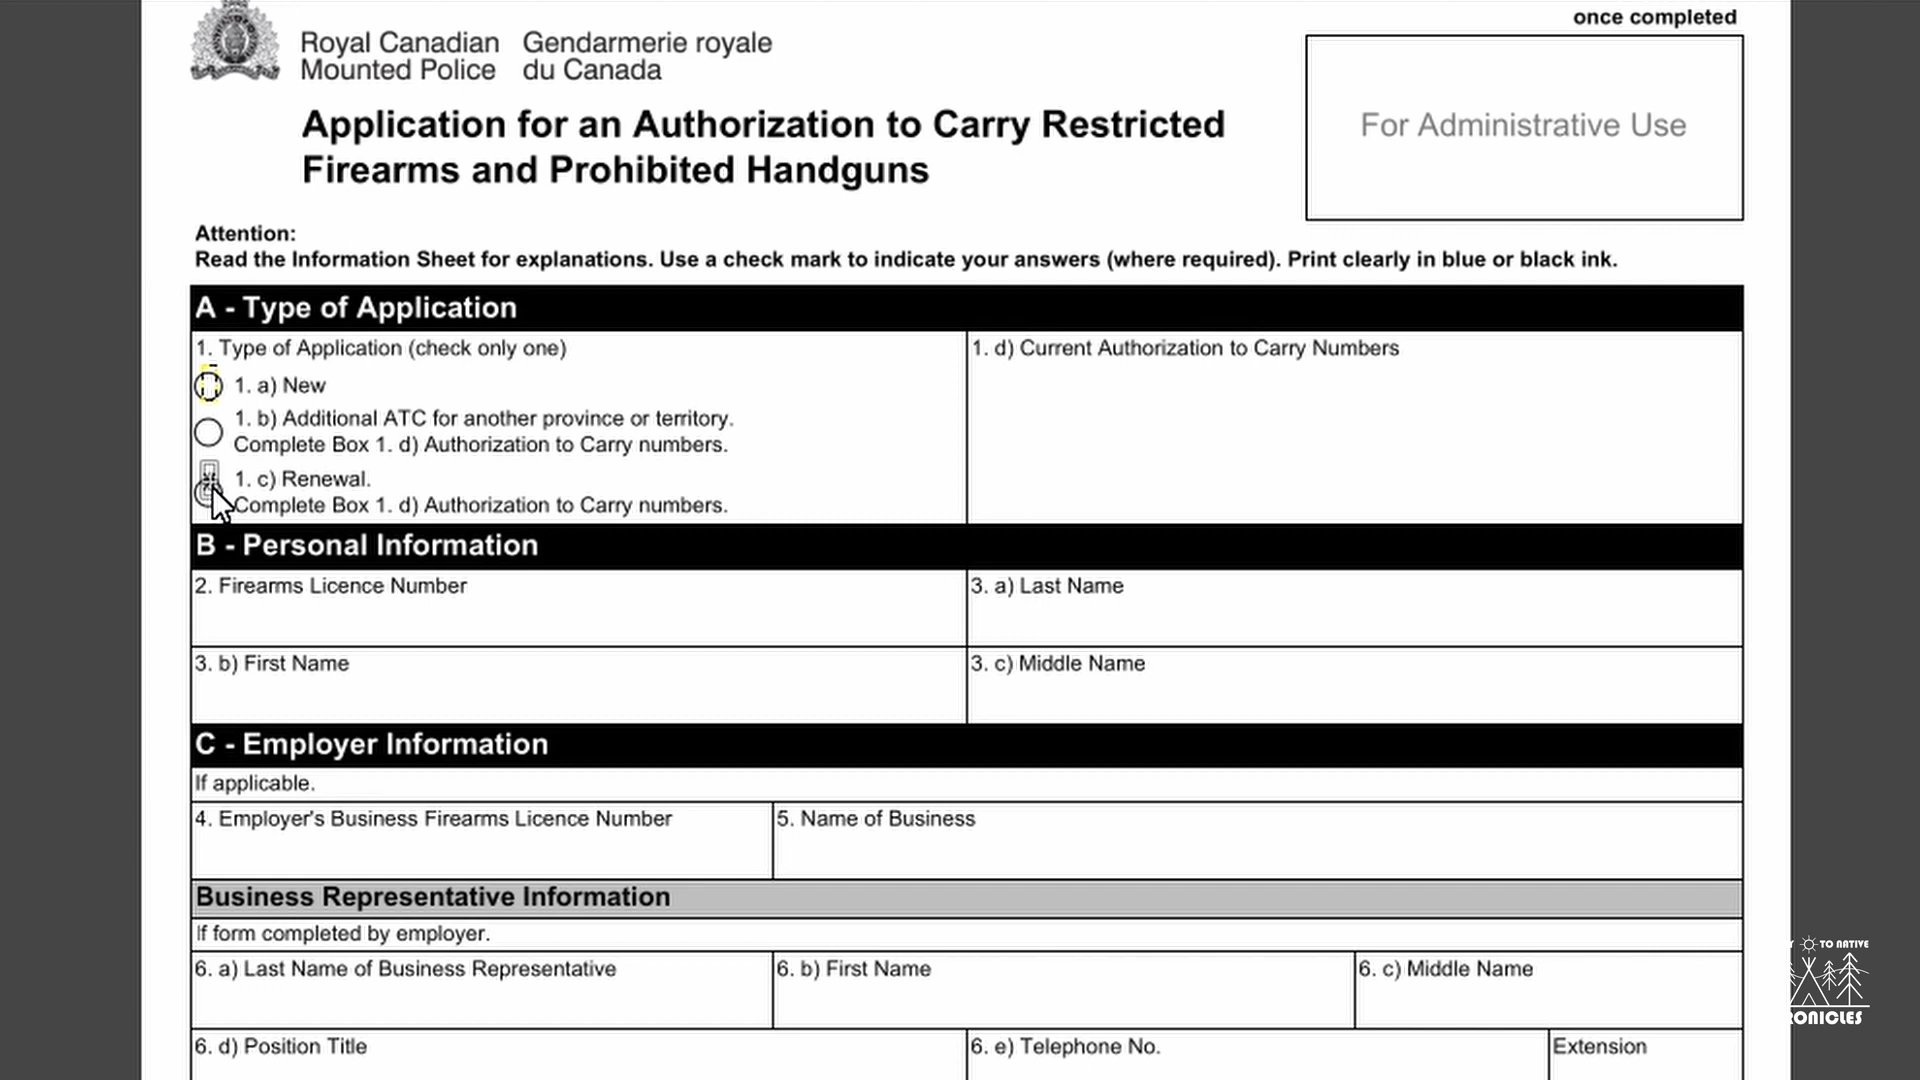 once completed
Royal Canadian Gendarmerie royale
Mounted Police du Canada
For Administrative Use
Application for an Authorization to Carry Restricted
Firearms and Prohibited Handguns
Attention:
Read the Information Sheet for explanations. Use a check mark to indicate your answers (where required). Print clearly in blue or black ink.
A - Type of Application
1. Type of Application (check only one)
1. a) New
1. b) Additional ATC for another province or territory.
Complete Box 1. d) Authorization to Carry numbers.
1. c) Renewal.
Complete Box 1. d) Authorization to Carry numbers.
1. d) Current Authorization to Carry Numbers
B - Personal Information
2. Firearms Licence Number
3. a) Last Name
3. b) First Name
3. c) Middle Name
C - Employer Information
If applicable.
4. Employer's Business Firearms Licence Number
5. Name of Business
Business Representative Information
If form completed by employer.
6. a) Last Name of Business Representative
6. b) First Name
6. c) Middle Name
6. d) Position Title
6. e) Telephone No.
Extension
TO NATIVE
RONICLES